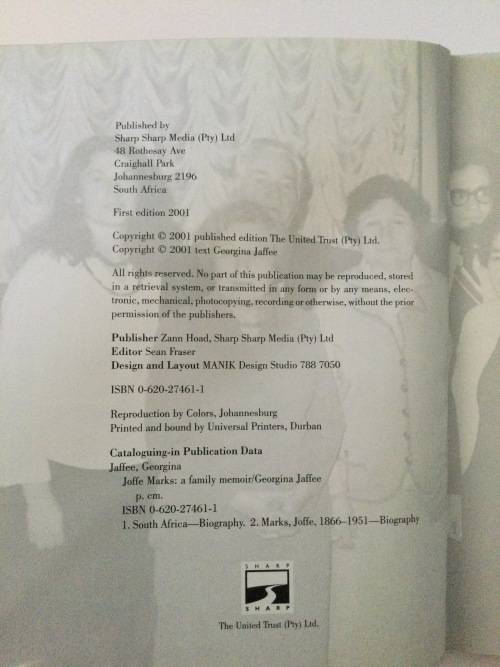 Published by
Sharp Sharp Media (Pty) Ltd
48 Rothesay Ave
Craighall Park
Johannesburg 2196
South Africa
First edition 2001
Copyright © 2001 published edition The United Trust (Pty) Ltd.
Copyright © 2001 text Georgina Jaffee
All rights reserved. No part of this publication may be reproduced, stored
in a retrieval system, or transmitted in any form or by any means, elec-
tronic, mechanical, photocopying, recording or otherwise, without the prior
permission of the publishers.
Publisher Zann Hoad, Sharp Sharp Media (Pty) Ltd
Editor Sean Fraser
Design and Layout MANIK Design Studio 788 7050
ISBN 0-620-27461-1
Reproduction by Colors, Johannesburg
Printed and bound by Universal Printers, Durban
Cataloguing-in Publication Data
Jaffee, Georgina
Joffe Marks: a family memoir/Georgina Jaffee
p. cm.
ISBN 0-620-27461-1
1. South Africa—Biography. 2. Marks, Joffe, 1866–1951—Biography
SHARP
SHARP
The United Trust (Pty) Ltd.